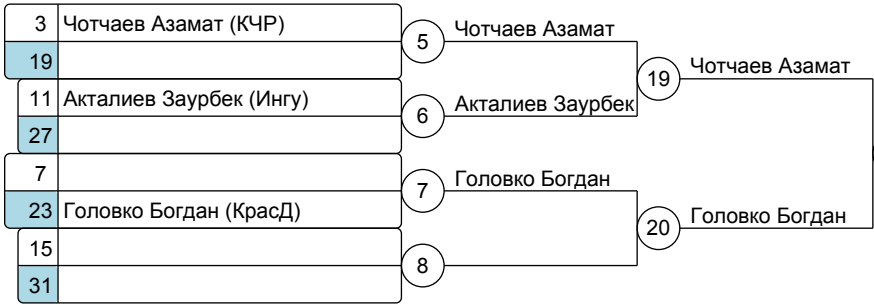 3 Чотчаев Азамат (КЧР)
19
5 Чотчаев Азамат
11 Акталиев Заурбек (Ингу)
27
6 Акталиев Заурбек
19 Чотчаев Азамат
7
23 Головко Богдан (КрасД)
7 Головко Богдан
15
31
8
20 Головко Богдан